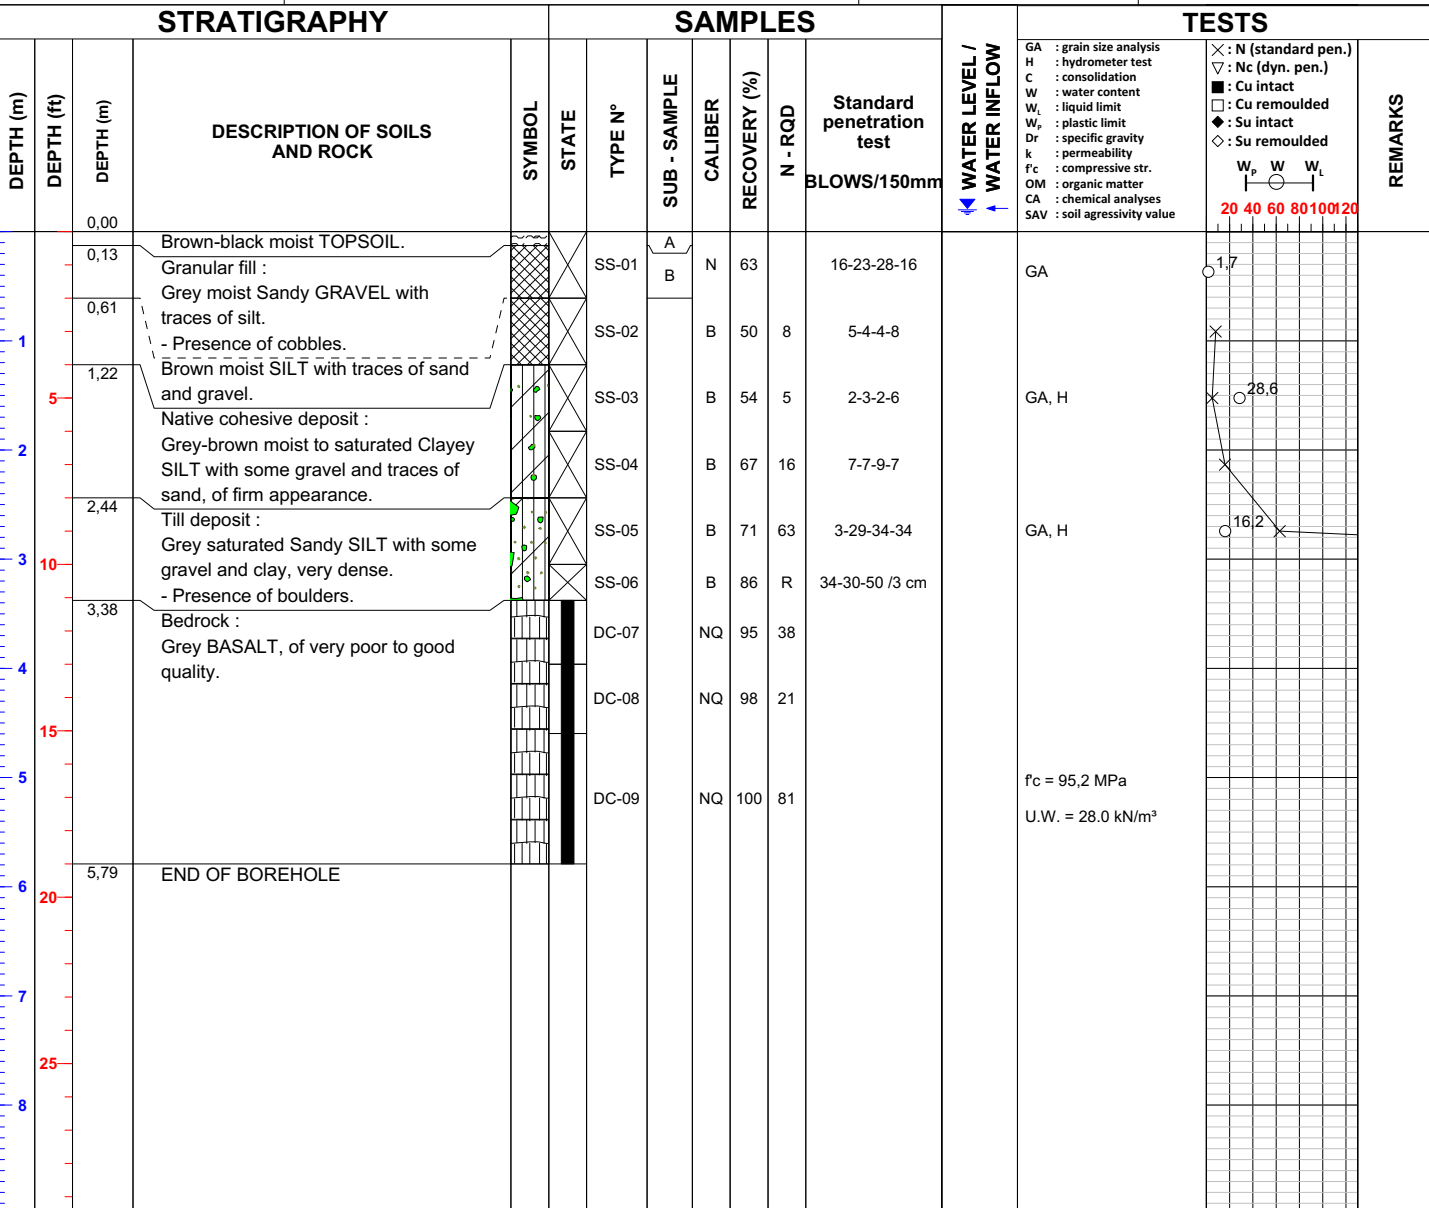 STRATIGRAPHY
SAMPLES
TESTS
DEPTH (m)
DEPTH (ft)
DEPTH (m)
0,00
DESCRIPTION OF SOILS
AND ROCK
SYMBOL
STATE
TYPE N°
SUB - SAMPLE
CALIBER
RECOVERY (%)
N - RQD
Standard
penetration
test
BLOWS/150mm
WATER LEVEL /
WATER INFLOW
GA : grain size analysis
H : hydrometer test
C : consolidation
W : water content
WL : liquid limit
WP : plastic limit
Dr : specific gravity
k : permeability
f'c : compressive str.
OM : organic matter
CA : chemical analyses
SAV : soil agressivity value
: N (standard pen.)
: Nc (dyn. pen.)
: Cu intact
: Cu remoulded
: Su intact
: Su remoulded
WP W WL
20 40 60 80 100 120
REMARKS
Brown-black moist TOPSOIL.
0,13
Granular fill :
Grey moist Sandy GRAVEL with
traces of silt.
- Presence of cobbles.
0,61
Brown moist SILT with traces of sand
and gravel.
1,22
Native cohesive deposit :
Grey-brown moist to saturated Clayey
SILT with some gravel and traces of
sand, of firm appearance.
2,44
Till deposit :
Grey saturated Sandy SILT with some
gravel and clay, very dense.
- Presence of boulders.
3,38
Bedrock :
Grey BASALT, of very poor to good
quality.
5,79
END OF BOREHOLE
1
2
3
4
5
6
7
8
5
10
15
20
25
A
B
SS-01 N 63 16-23-28-16 GA 1,7
SS-02 B 50 8 5-4-4-8
SS-03 B 54 5 2-3-2-6 GA, H 28,6
SS-04 B 67 16 7-7-9-7
SS-05 B 71 63 3-29-34-34 GA, H 16,2
SS-06 B 86 R 34-30-50 /3 cm
DC-07 NQ 95 38
DC-08 NQ 98 21
DC-09 NQ 100 81
f'c = 95,2 MPa
U.W. = 28.0 kN/m³